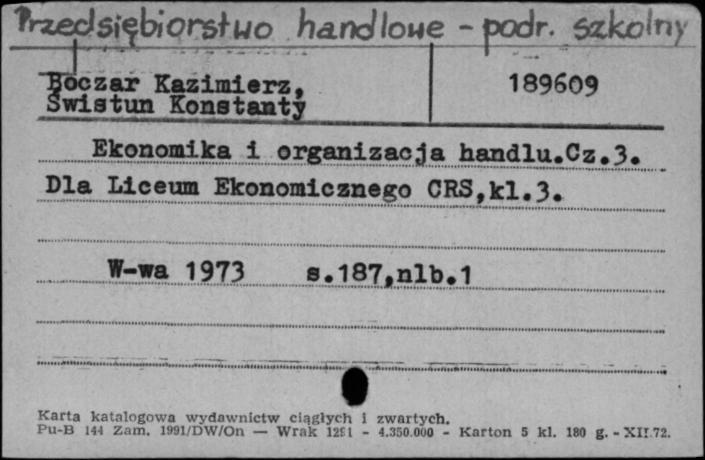 Przedsiębiorstwo handlowe - podr. szkolny
Boczar Kazimierz,
Świstun Konstanty
189609
Ekonomika i organizacja handlu.Cz.3.
Dla Liceum Ekonomicznego CRS,kl.3.
W-wa 1973 s.187,nlb.1
Karta katalogowa wydawnictw ciągłych i zwartych.
Pu-B 144 Zam. 1991/DW/On — Wrak 1291 - 4.350.000 - Karton 5 kl. 180 g. - XII.72.